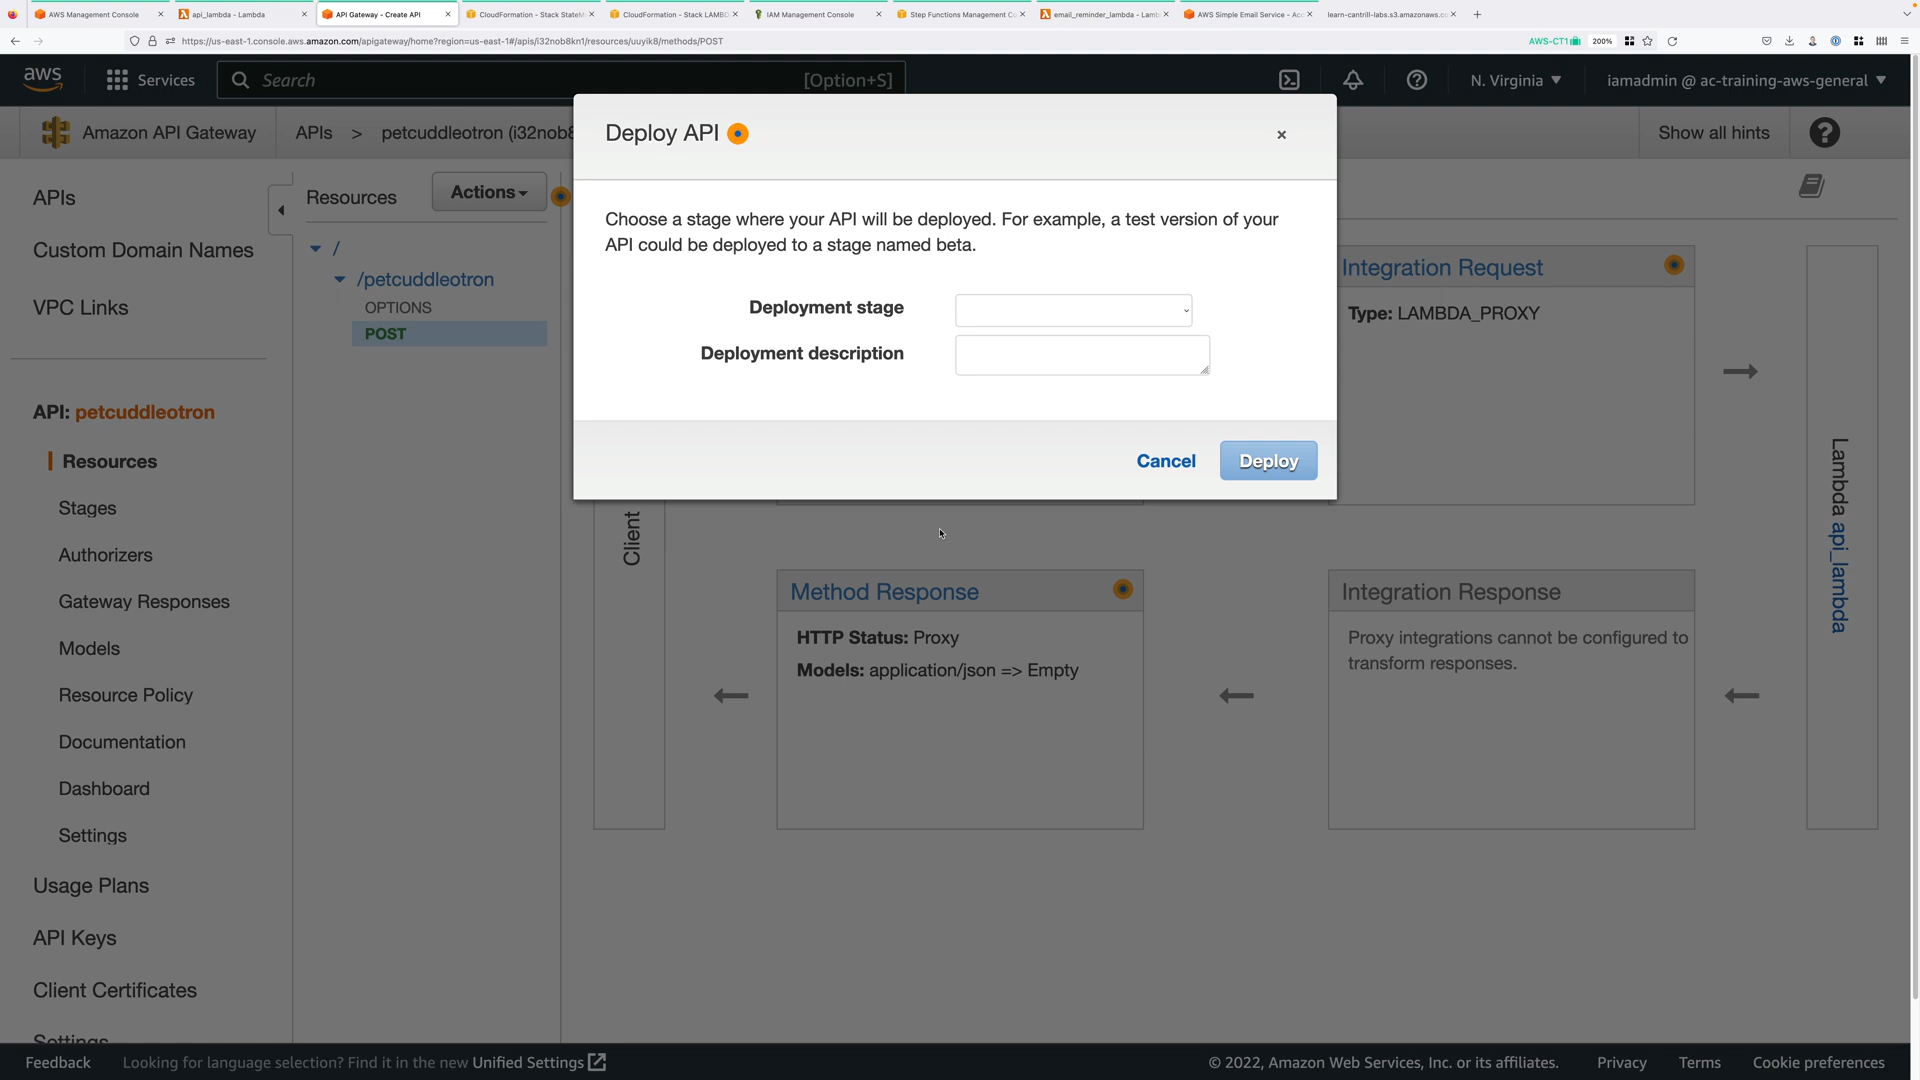 AWS Management Console
api_lambda - Lambda
API Gateway - Create API
CloudFormation - Stack StateM
CloudFormation - Stack LAMBD
IAM Management Console
Step Functions Management Co
email_reminder_lambda - Lamb
AWS Simple Email Service - Acc
learn-cantrill-labs.s3.amazonaws.co
https://us-east-1.console.aws.amazon.com/apigateway/home?region=us-east-1#/apis/i32nob8kn1/resources/uuyik8/methods/POST
AWS-CT1
200%
aws
Services
Search
[Option+S]
N. Virginia
iamadmin @ ac-training-aws-general
Amazon API Gateway
APIs > petcuddleotron (i32nob8
Show all hints
APIs
Custom Domain Names
VPC Links
API: petcuddleotron
Resources
Stages
Authorizers
Gateway Responses
Models
Resource Policy
Documentation
Dashboard
Settings
Usage Plans
API Keys
Client Certificates
Settings
Resources
Actions
/
/petcuddleotron
OPTIONS
POST
Deploy API
Choose a stage where your API will be deployed. For example, a test version of your
API could be deployed to a stage named beta.
Deployment stage
Deployment description
Cancel
Deploy
Integration Request
Type: LAMBDA_PROXY
Client
Lambda api_lambda
Method Response
HTTP Status: Proxy
Models: application/json => Empty
Integration Response
Proxy integrations cannot be configured to
transform responses.
Feedback
Looking for language selection? Find it in the new Unified Settings
© 2022, Amazon Web Services, Inc. or its affiliates.
Privacy
Terms
Cookie preferences